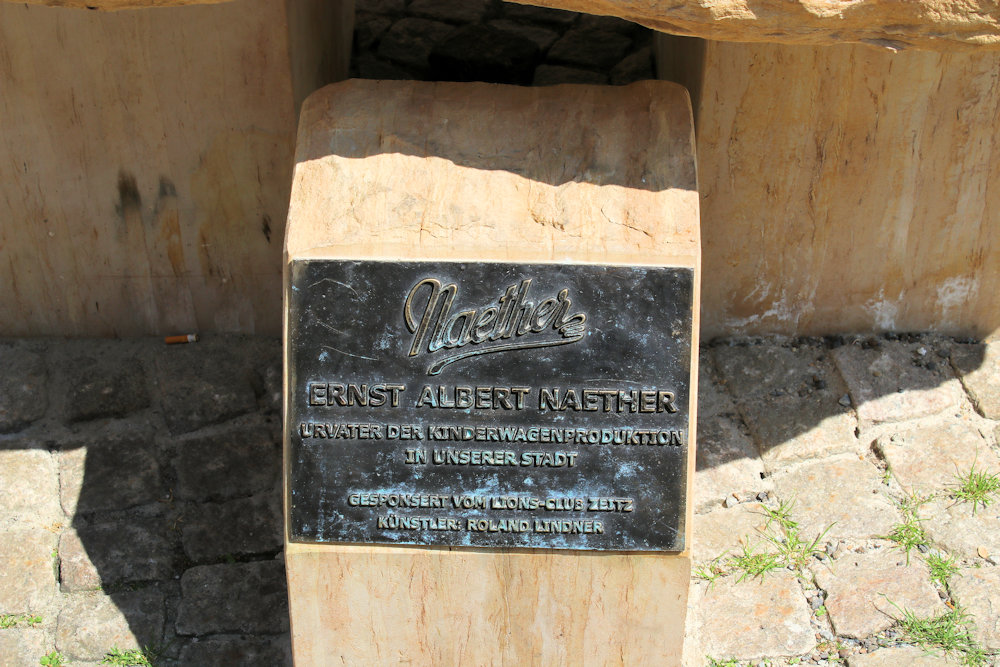 Naether
ERNST ALBERT NAETHER
URVATER DER KINDERWAGENPRODUKTION
IN UNSERER STADT
GESPONSERT VOM LIONS-CLUB ZEITZ
KÜNSTLER: ROLAND LINDNER